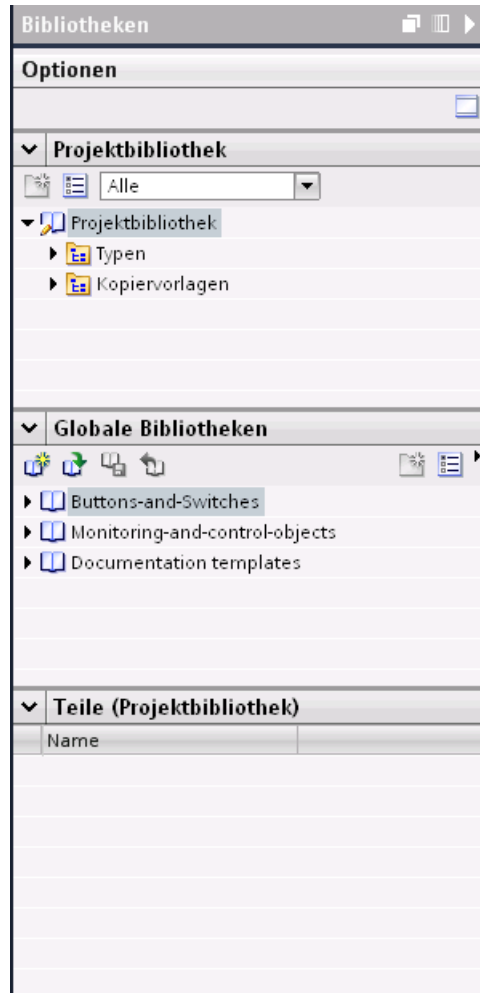 Bibliotheken
Optionen
Projektbibliothek
Alle
Projektbibliothek
Typen
Kopiervorlagen
Globale Bibliotheken
Buttons-and-Switches
Monitoring-and-control-objects
Documentation templates
Teile (Projektbibliothek)
Name